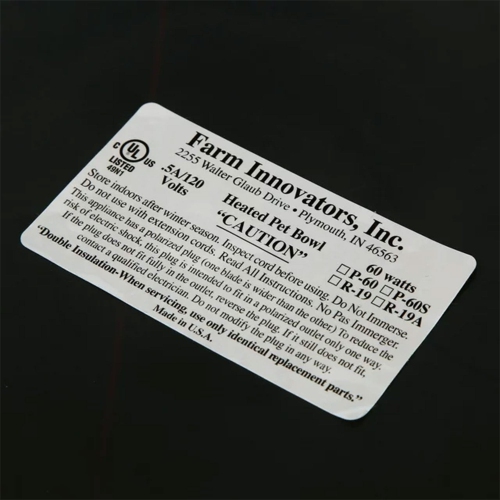 Farm Innovators, Inc.
2255 Walter Glaub Drive • Plymouth, IN 46563
C UL US
LISTED
49N1
.5A/120
Volts
Heated Pet Bowl
"CAUTION"
60 watts
P-60 P-60S
R-19 R-19A
Store indoors after winter season. Inspect cord before using. Do Not Immerse.
Do not use with extension cords. Read All Instructions. No Pas Immerger.
This appliance has a polarized plug (one blade is wider than the other.) To reduce the
risk of electric shock, this plug is intended to fit in a polarized outlet only one way.
If the plug does not fit fully in the outlet, reverse the plug. If it still does not fit,
contact a qualified electrician. Do not modify the plug in any way.
"Double Insulation-When servicing, use only identical replacement parts."
Made in U.S.A.